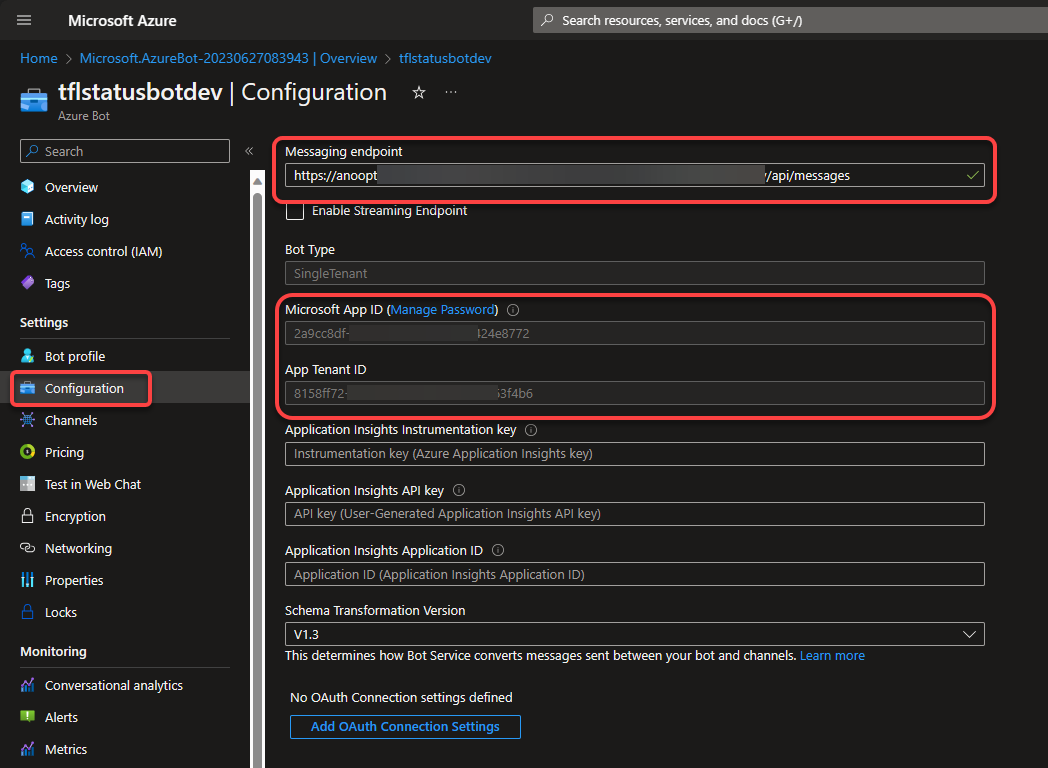 Microsoft Azure
Search resources, services, and docs (G+/)
Home > Microsoft.AzureBot-20230627083943 | Overview > tflstatusbotdev
tflstatusbotdev | Configuration
Azure Bot
Search
Overview
Activity log
Access control (IAM)
Tags
Settings
Bot profile
Configuration
Channels
Pricing
Test in Web Chat
Encryption
Networking
Properties
Locks
Monitoring
Conversational analytics
Alerts
Metrics
Messaging endpoint
https://anoopt /api/messages
Enable Streaming Endpoint
Bot Type
SingleTenant
Microsoft App ID (Manage Password)
2a9cc8df- 424e8772
App Tenant ID
8158ff72- 3f4b6
Application Insights Instrumentation key
Instrumentation key (Azure Application Insights key)
Application Insights API key
API key (User-Generated Application Insights API key)
Application Insights Application ID
Application ID (Application Insights Application ID)
Schema Transformation Version
V1.3
This determines how Bot Service converts messages sent between your bot and channels. Learn more
No OAuth Connection settings defined
Add OAuth Connection Settings